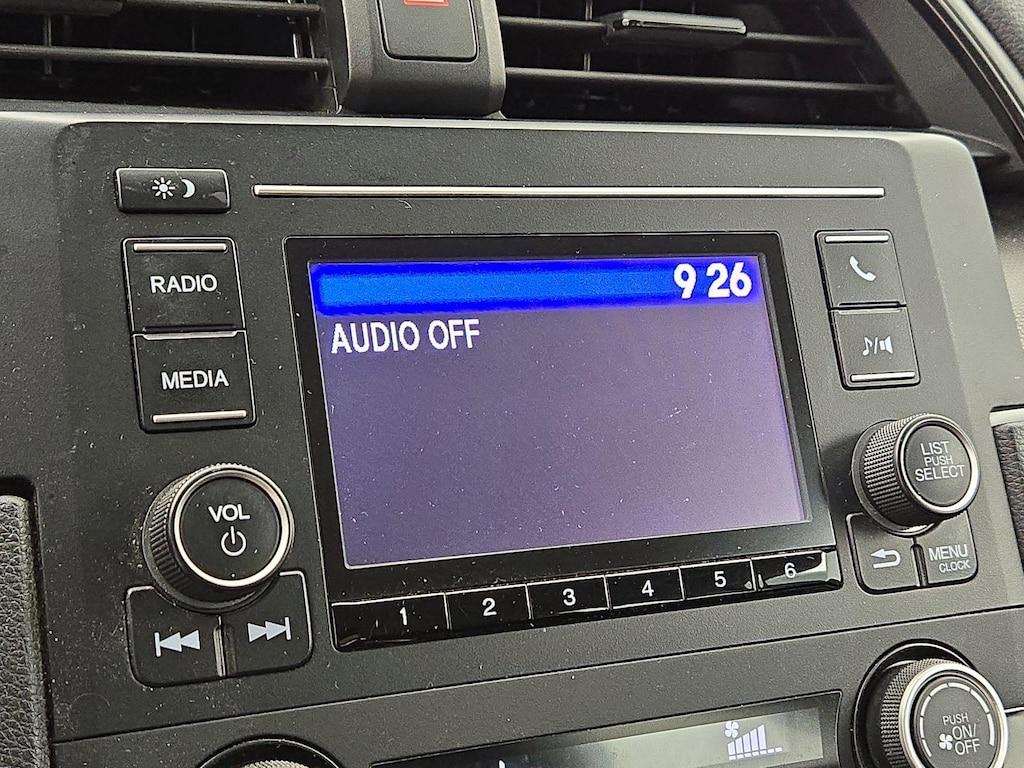 RADIO
MEDIA
9 26
AUDIO OFF
VOL
LIST
PUSH
SELECT
MENU
CLOCK
1 2 3 4 5 6
PUSH
ON/
OFF